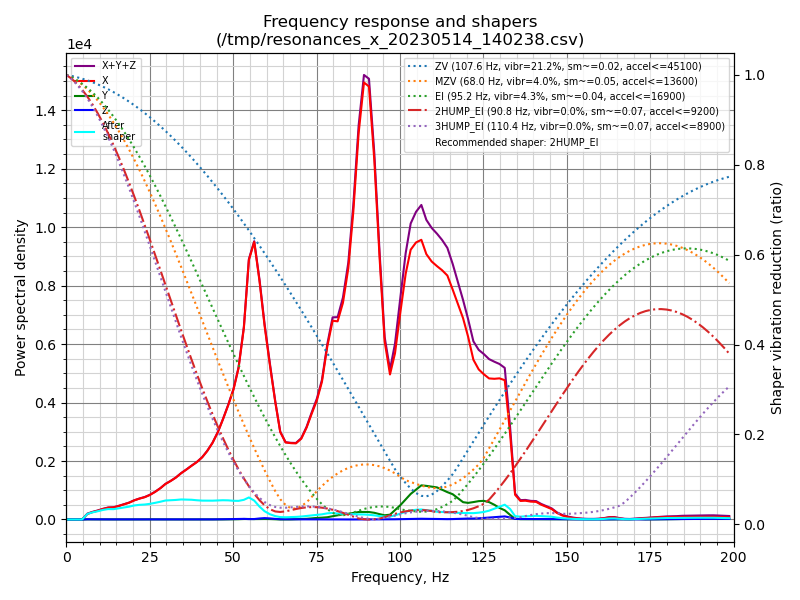 Frequency response and shapers
(/tmp/resonances_x_20230514_140238.csv)
1e4
X+Y+Z
X
Y
Z
After
shaper
ZV (107.6 Hz, vibr=21.2%, sm~=0.02, accel<=45100)
MZV (68.0 Hz, vibr=4.0%, sm~=0.05, accel<=13600)
EI (95.2 Hz, vibr=4.3%, sm~=0.04, accel<=16900)
2HUMP_EI (90.8 Hz, vibr=0.0%, sm~=0.07, accel<=9200)
3HUMP_EI (110.4 Hz, vibr=0.0%, sm~=0.07, accel<=8900)
Recommended shaper: 2HUMP_EI
Power spectral density
1.4
1.2
1.0
0.8
0.6
0.4
0.2
0.0
Shaper vibration reduction (ratio)
1.0
0.8
0.6
0.4
0.2
0.0
0 25 50 75 100 125 150 175 200
Frequency, Hz